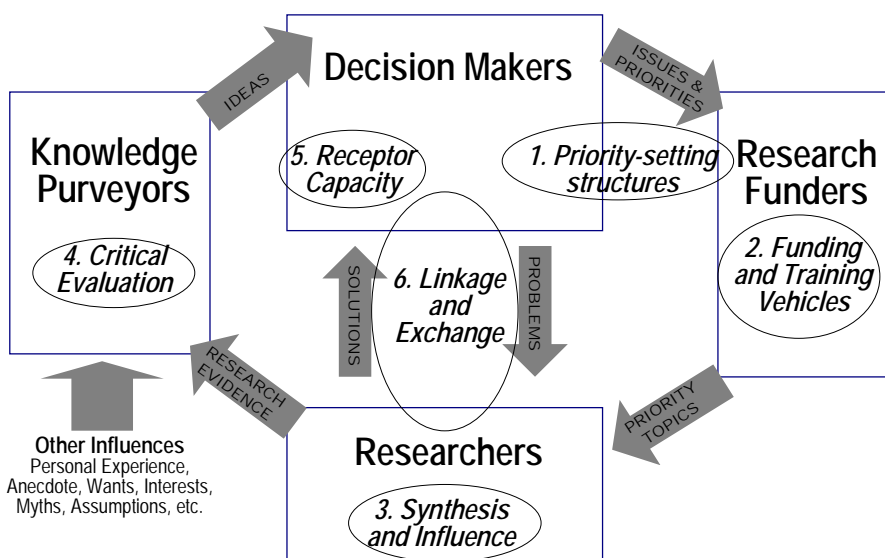 Decision Makers
IDEAS
ISSUES &
PRIORITIES
Knowledge
Purveyors
5. Receptor
Capacity
1. Priority-setting
structures
Research
Funders
4. Critical
Evaluation
2. Funding
and Training
Vehicles
SOLUTIONS
6. Linkage
and
Exchange
PROBLEMS
RESEARCH
EVIDENCE
PRIORITY
TOPICS
Other Influences
Personal Experience,
Anecdote, Wants, Interests,
Myths, Assumptions, etc.
Researchers
3. Synthesis
and Influence